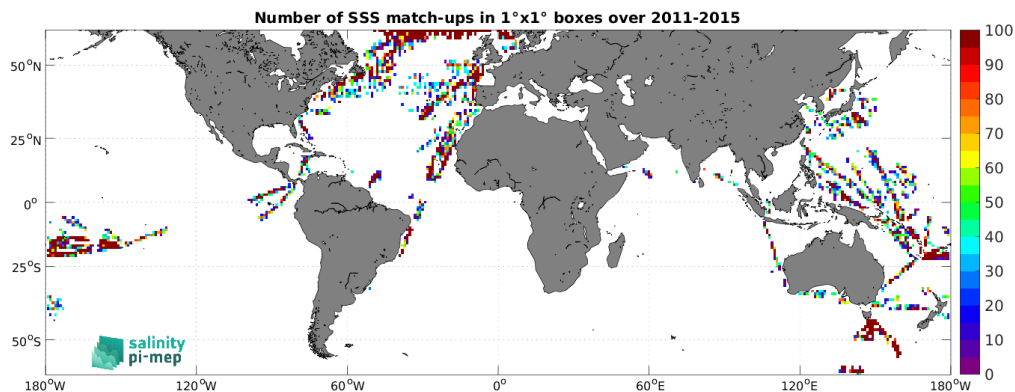 Number of SSS match-ups in 1°x1° boxes over 2011-2015
50°N
25°N
0°
25°S
50°S
180°W
120°W
60°W
0°
60°E
120°E
180°W
100
90
80
70
60
50
40
30
20
10
0
salinity
pi-mep